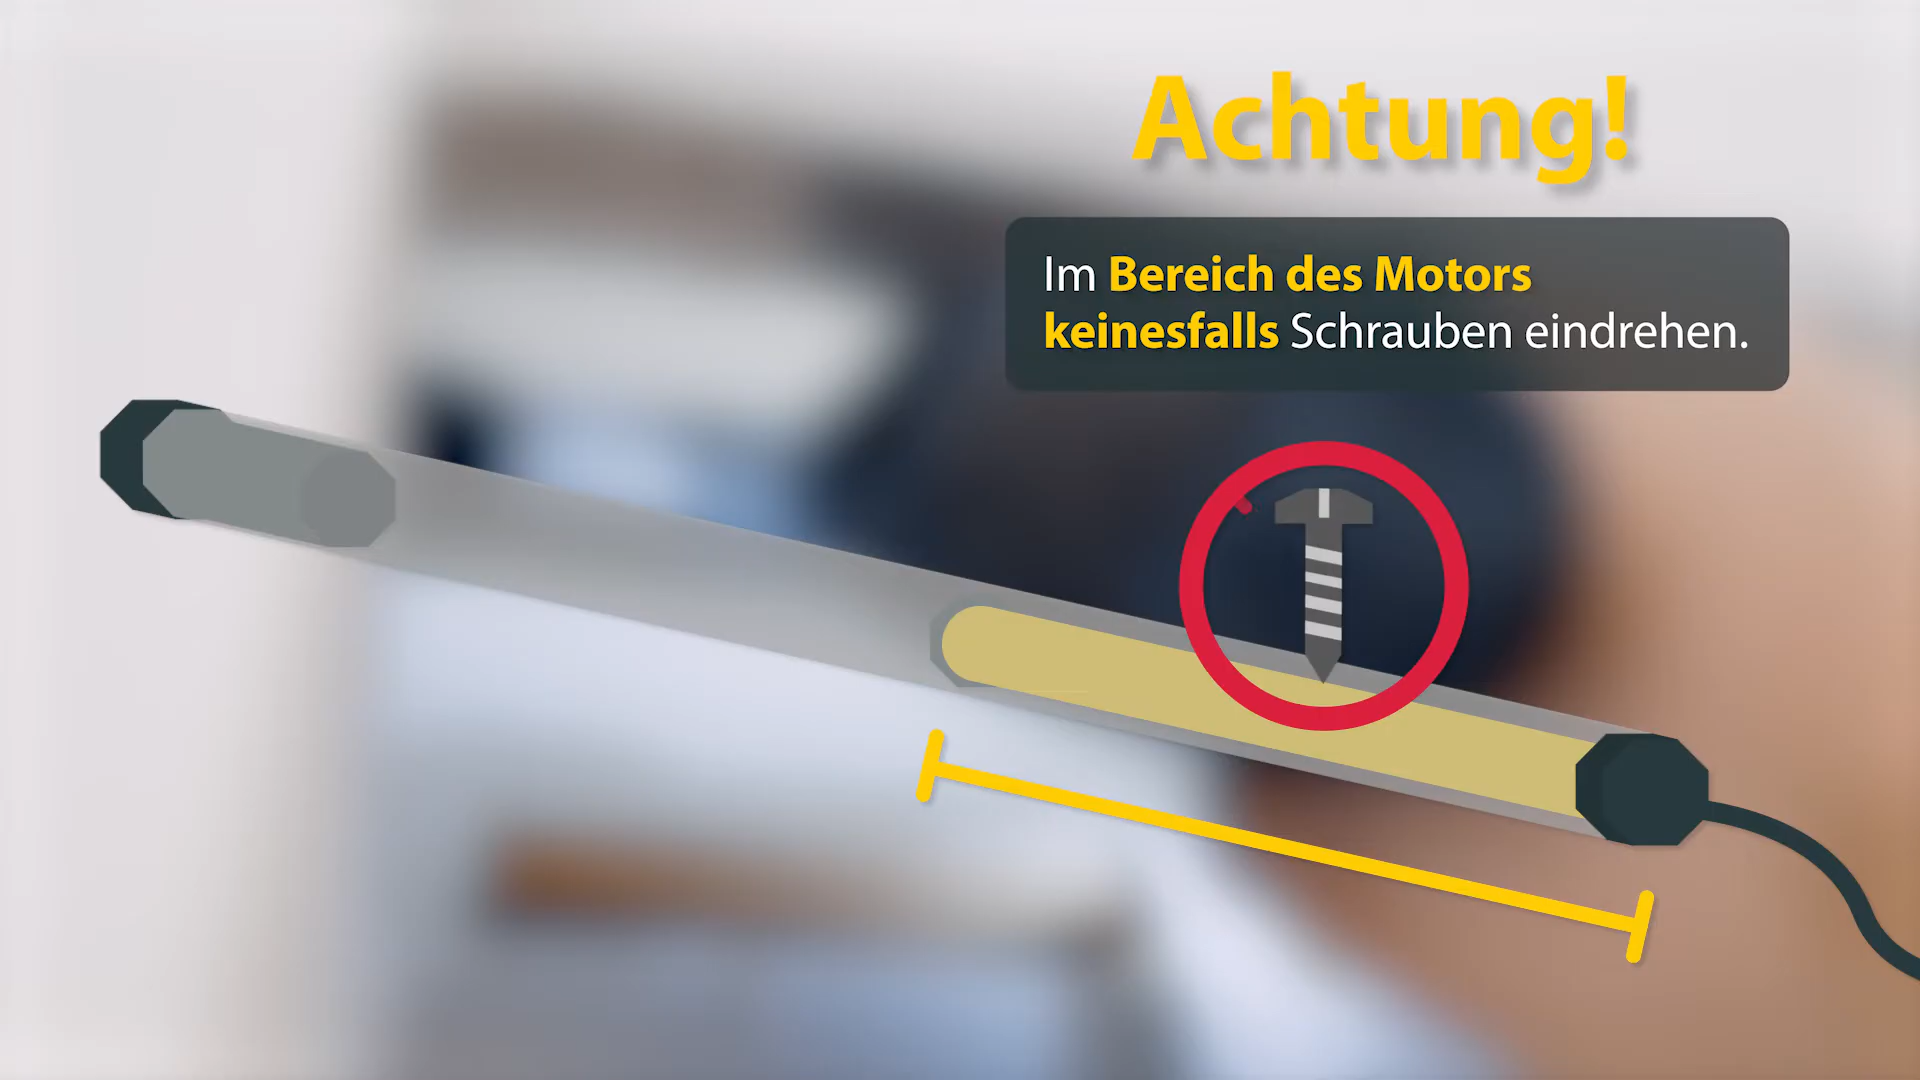 Achtung!
Im Bereich des Motors
keinesfalls Schrauben eindrehen.